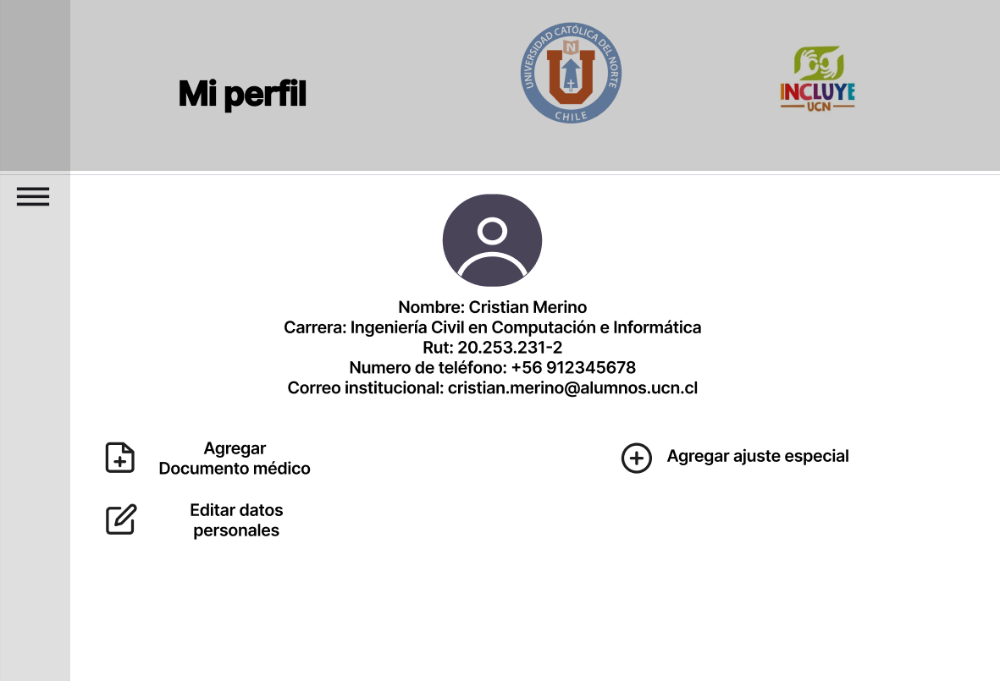 Mi perfil
UNIVERSIDAD CATÓLICA DEL NORTE
N
CHILE
INCLUYE
UCN
Nombre: Cristian Merino
Carrera: Ingeniería Civil en Computación e Informática
Rut: 20.253.231-2
Numero de teléfono: +56 912345678
Correo institucional: cristian.merino@alumnos.ucn.cl
Agregar
Documento médico
Agregar ajuste especial
Editar datos
personales